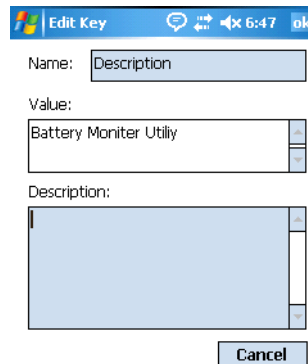 Edit Key 6:47 ok
Name: Description
Value:
Battery Moniter Utiliy
Description:
Cancel